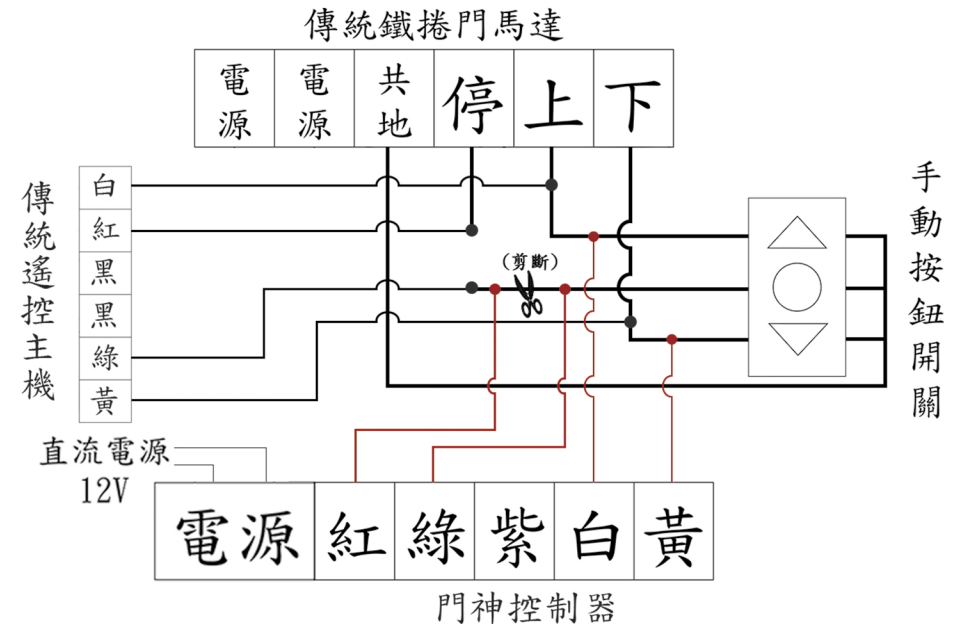 傳統鐵捲門馬達
電源
電源
共地
停
上
下
傳統遙控主機
白
紅
黑
黑
綠
黃
(剪斷)
手動按鈕開關
直流電源
12V
電源
紅
綠
紫
白
黃
門神控制器